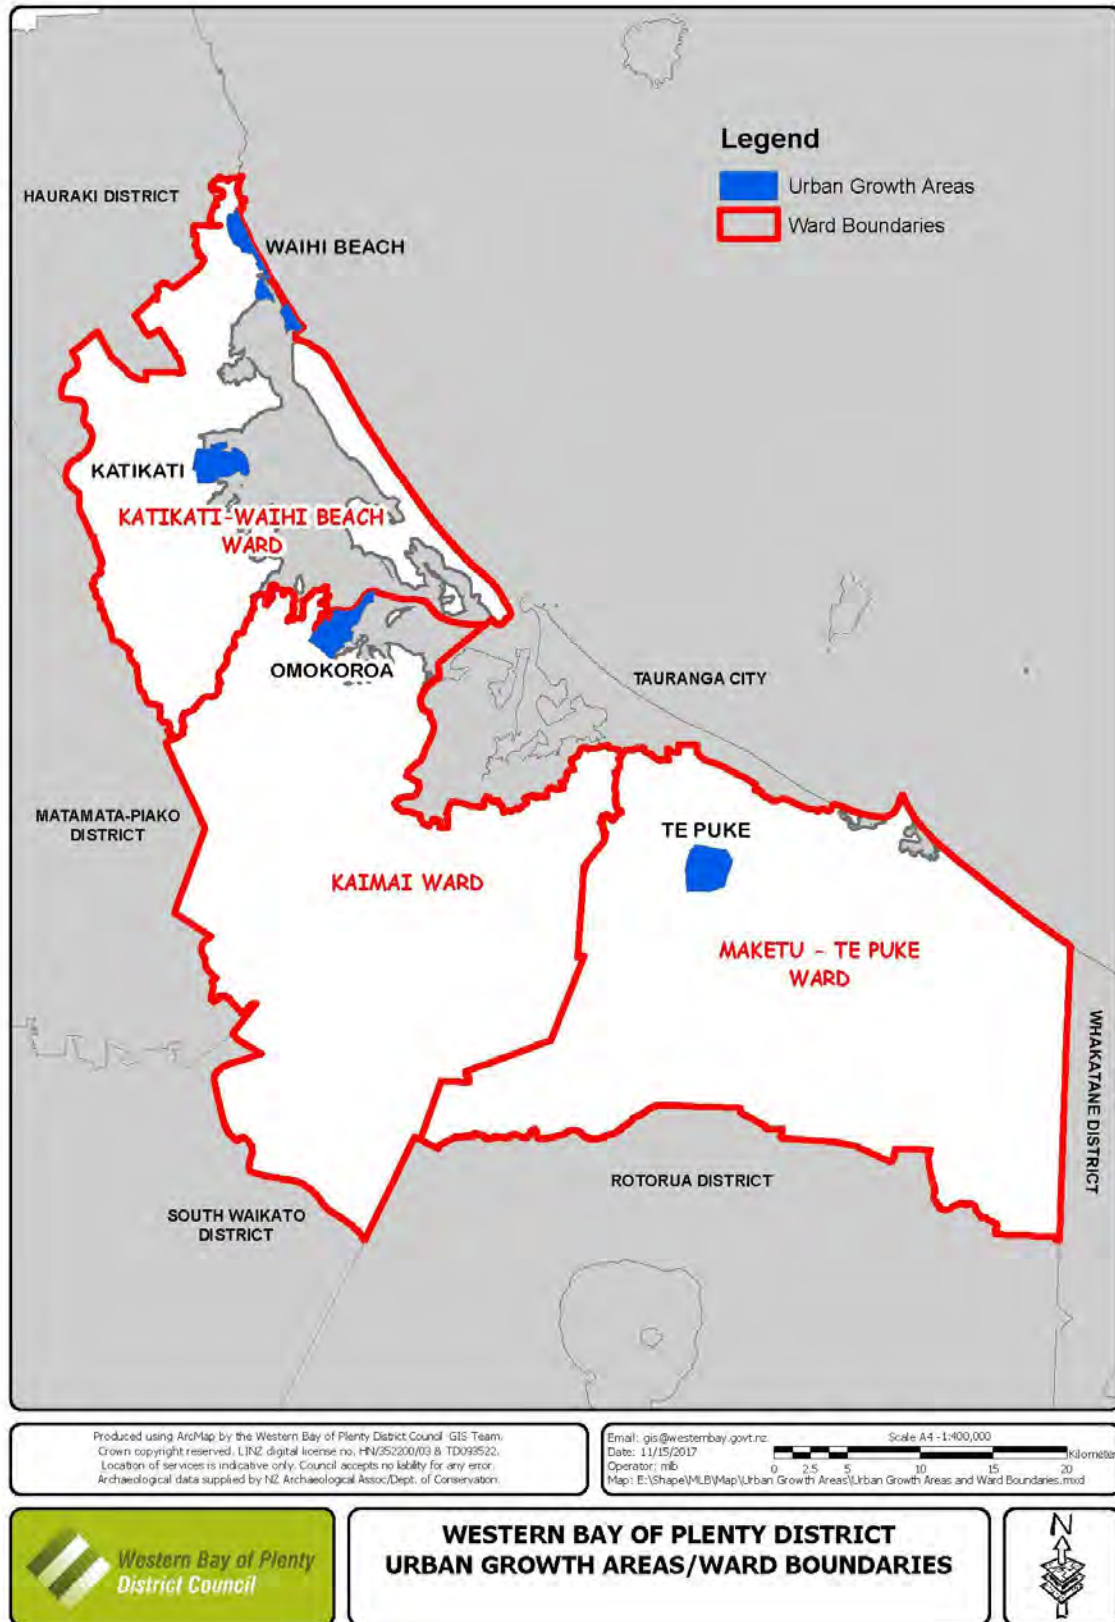 Legend
Urban Growth Areas
Ward Boundaries
HAURAKI DISTRICT
WAIHI BEACH
KATIKATI
KATIKATI-WAIHI BEACH
WARD
OMOKOROA
TAURANGA CITY
MATAMATA-PIAKO
DISTRICT
TE PUKE
KAIMAI WARD
MAKETU - TE PUKE
WARD
WHAKATANE DISTRICT
ROTORUA DISTRICT
SOUTH WAIKATO
DISTRICT
Produced using ArcMap by the Western Bay of Plenty District Council GIS Team.
Crown copyright reserved. LINZ digital license no. HN/352200/03 & TD093522.
Location of services is indicative only. Council accepts no liability for any error.
Archaeological data supplied by NZ Archaeological Assoc/Dept. of Conservation.
Email: gis@westernbay.govt.nz
Date: 11/15/2017
Operator: mlb
Map: E:\Shape\MLB\Map\Urban Growth Areas\Urban Growth Areas and Ward Boundaries.mxd
Scale A4 -1:400,000
Kilometer
0 2.5 5 10 15 20
Western Bay of Plenty
District Council
WESTERN BAY OF PLENTY DISTRICT
URBAN GROWTH AREAS/WARD BOUNDARIES
N